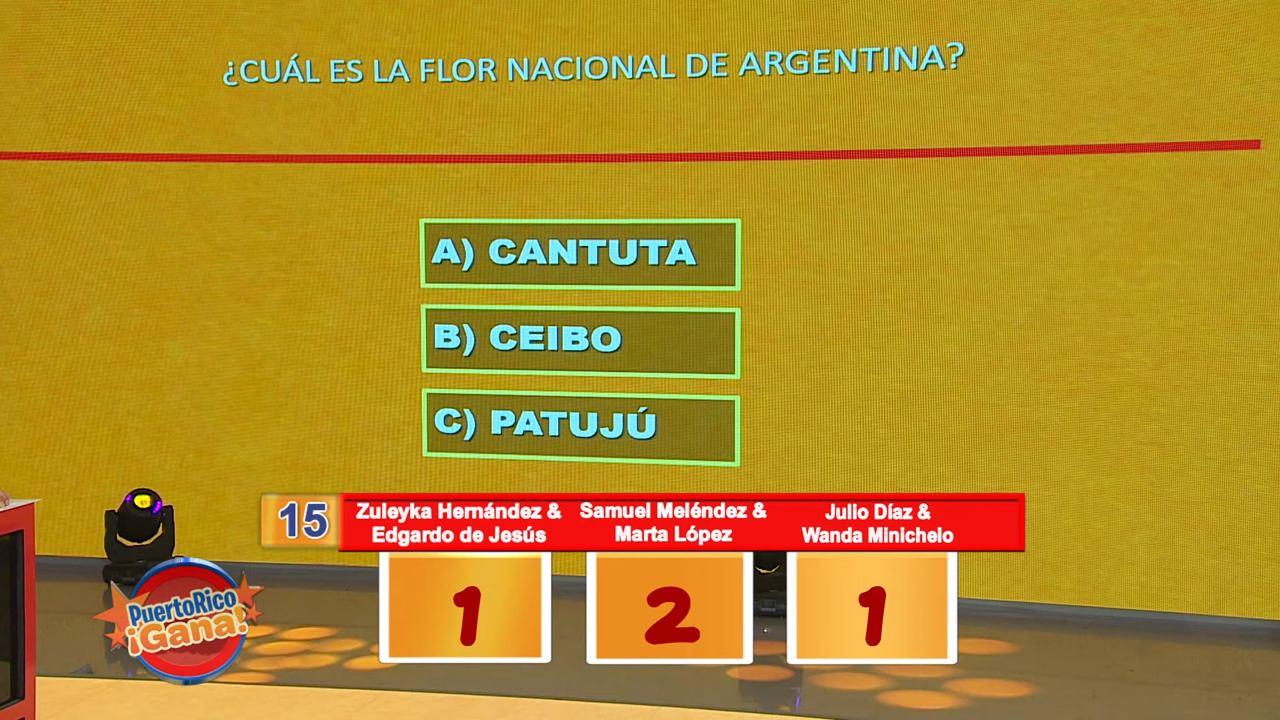 ¿CUÁL ES LA FLOR NACIONAL DE ARGENTINA?
A) CANTUTA
B) CEIBO
C) PATUJÚ
15
Zuleyka Hernández &
Edgardo de Jesús
Samuel Meléndez &
Marta López
Julio Díaz &
Wanda Minichelo
1
2
1
PuertoRico
¡Gana!